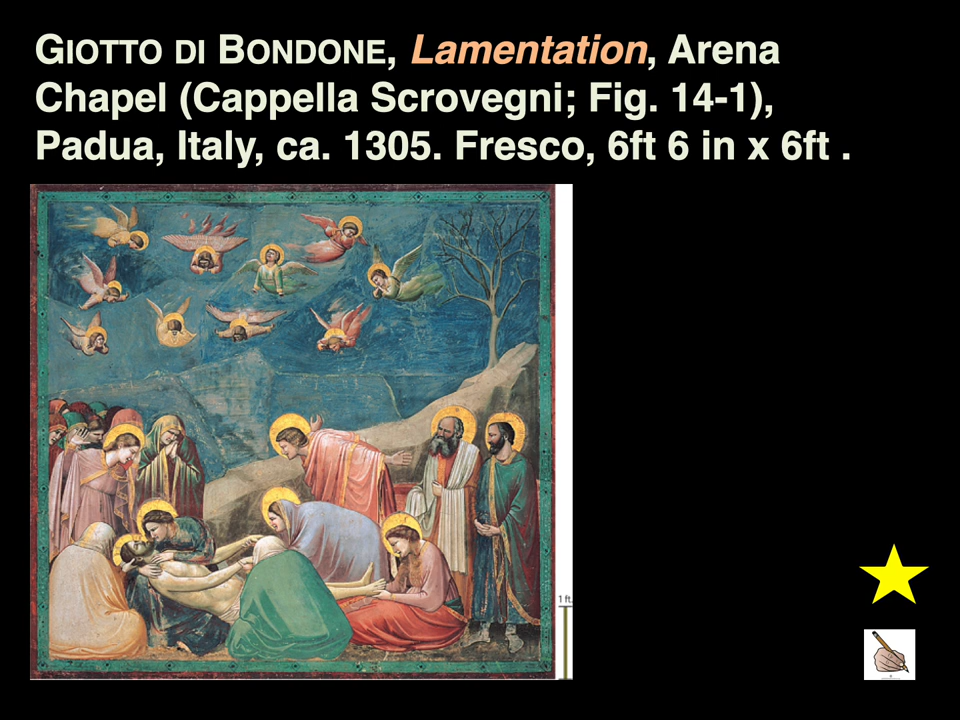 GIOTTO DI BONDONE, Lamentation, Arena
Chapel (Cappella Scrovegni; Fig. 14-1),
Padua, Italy, ca. 1305. Fresco, 6ft 6 in x 6ft .
1 ft.